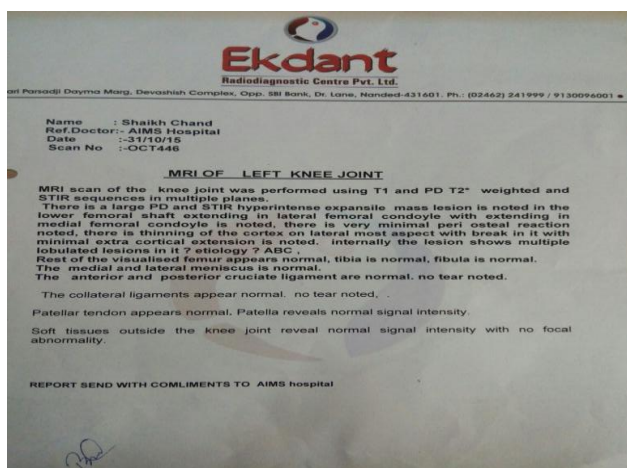 Ekdant
Radiodiagnostic Centre Pvt. Ltd.
ari Parsadji Dayma Marg, Devashish Complex, Opp. SBI Bank, Dr. Lane, Nanded-431601. Ph.: (02462) 241999 / 9130096001 ●
Name : Shaikh Chand
Ref.Doctor:- AIMS Hospital
Date :-31/10/15
Scan No :-OCT446
MRI OF LEFT KNEE JOINT
MRI scan of the knee joint was performed using T1 and PD T2* weighted and
STIR sequences in multiple planes.
There is a large PD and STIR hyperintense expansile mass lesion is noted in the
lower femoral shaft extending in lateral femoral condoyle with extending in
medial femoral condoyle is noted, there is very minimal peri osteal reaction
noted, there is thinning of the cortex on lateral most aspect with break in it with
minimal extra cortical extension is noted. internally the lesion shows multiple
lobulated lesions in it ? etiology ? ABC ,
Rest of the visualised femur appears normal, tibia is normal, fibula is normal.
The medial and lateral meniscus is normal.
The anterior and posterior cruciate ligament are normal. no tear noted.
The collateral ligaments appear normal. no tear noted, .
Patellar tendon appears normal. Patella reveals normal signal intensity.
Soft tissues outside the knee joint reveal normal signal intensity with no focal
abnormality.
REPORT SEND WITH COMLIMENTS TO AIMS hospital